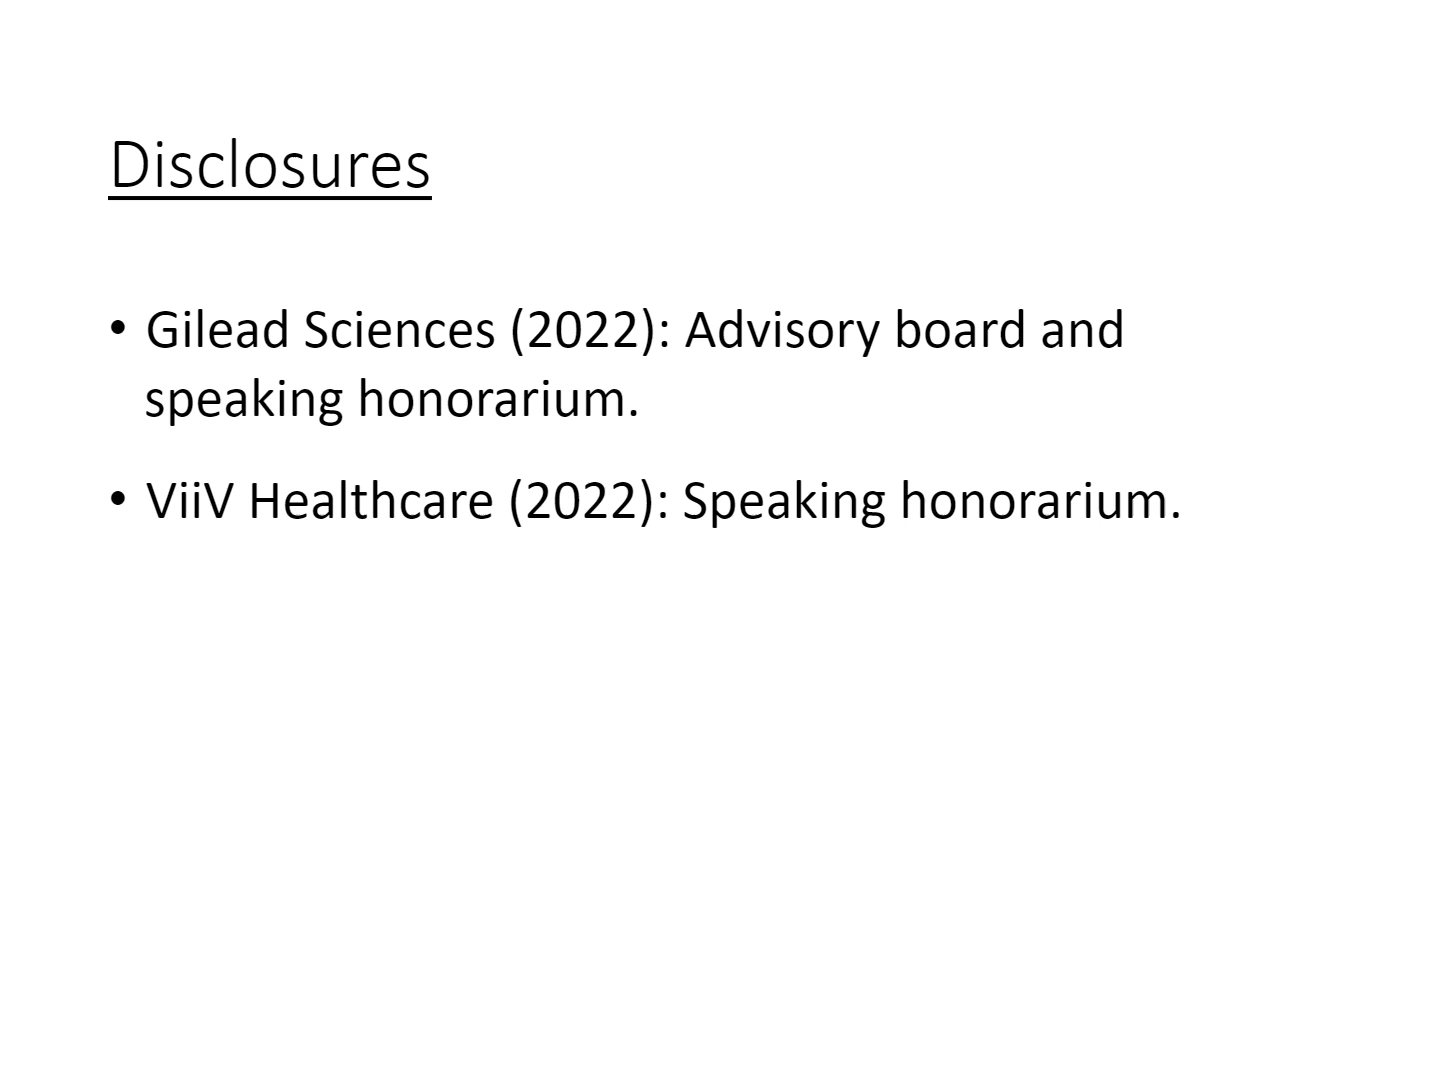 Disclosures
• Gilead Sciences (2022): Advisory board and
speaking honorarium.
• ViiV Healthcare (2022): Speaking honorarium.